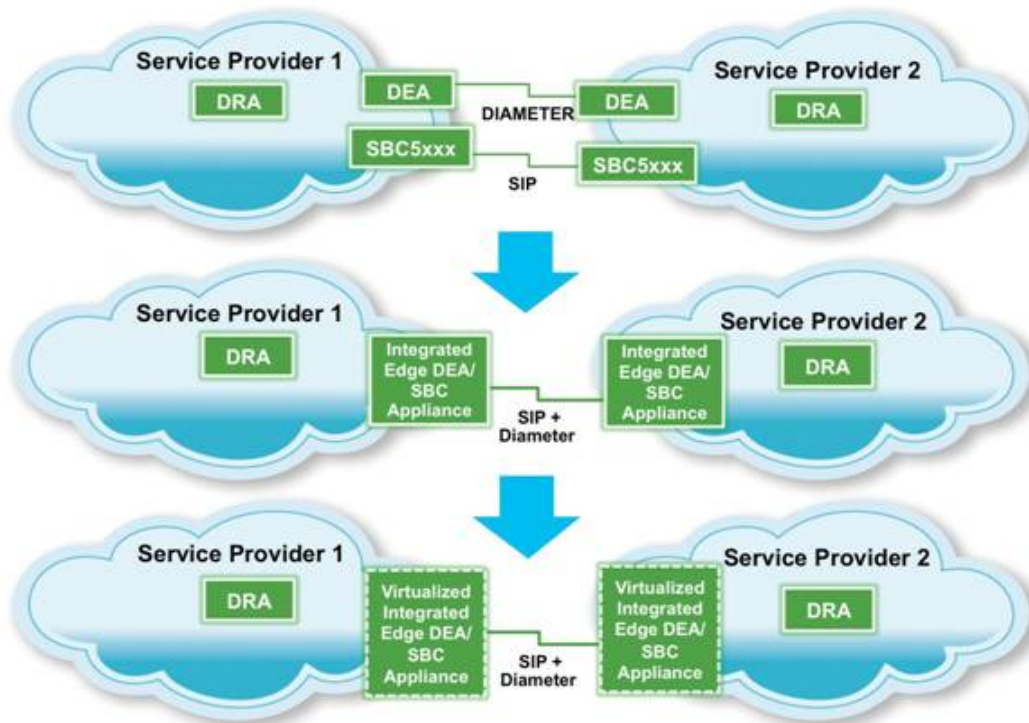 Service Provider 1
DRA
DEA
SBC5xxx
DIAMETER
SIP
Service Provider 2
DEA
DRA
SBC5xxx
Service Provider 1
DRA
Integrated
Edge DEA/
SBC
Appliance
SIP +
Diameter
Service Provider 2
Integrated
Edge DEA/
SBC
Appliance
DRA
Service Provider 1
DRA
Virtualized
Integrated
Edge DEA/
SBC
Appliance
SIP +
Diameter
Service Provider 2
Virtualized
Integrated
Edge DEA/
SBC
Appliance
DRA